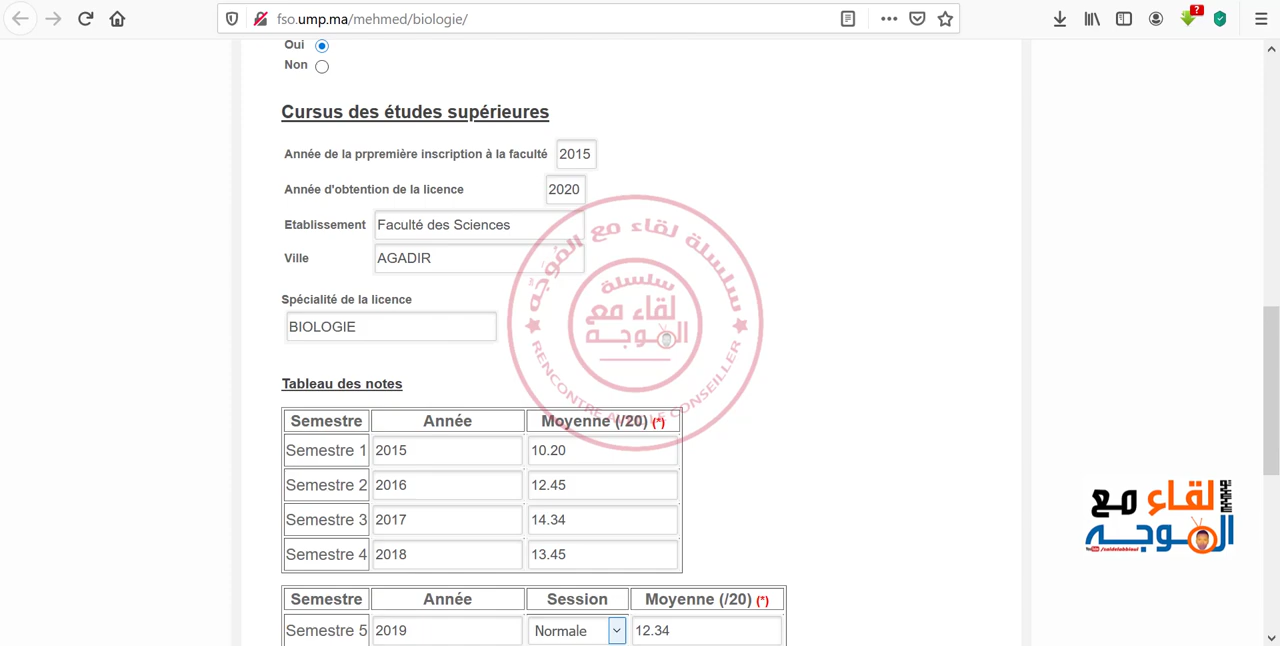 fso.ump.ma/mehmed/biologie/
?
Oui
Non
Cursus des études supérieures
Année de la prpremière inscription à la faculté 2015
Année d'obtention de la licence 2020
Etablissement Faculté des Sciences
Ville AGADIR
Spécialité de la licence
BIOLOGIE
سلسلة لقاء مع الموجه
سلسلة
لقاء مع
الموجه
RENCONTRE AVEC LE CONSEILLER
Tableau des notes
Semestre Année Moyenne (/20) (*)
Semestre 1 2015 10.20
Semestre 2 2016 12.45
Semestre 3 2017 14.34
Semestre 4 2018 13.45
Semestre Année Session Moyenne (/20) (*)
Semestre 5 2019 Normale 12.34
لقاء مع
الموجه